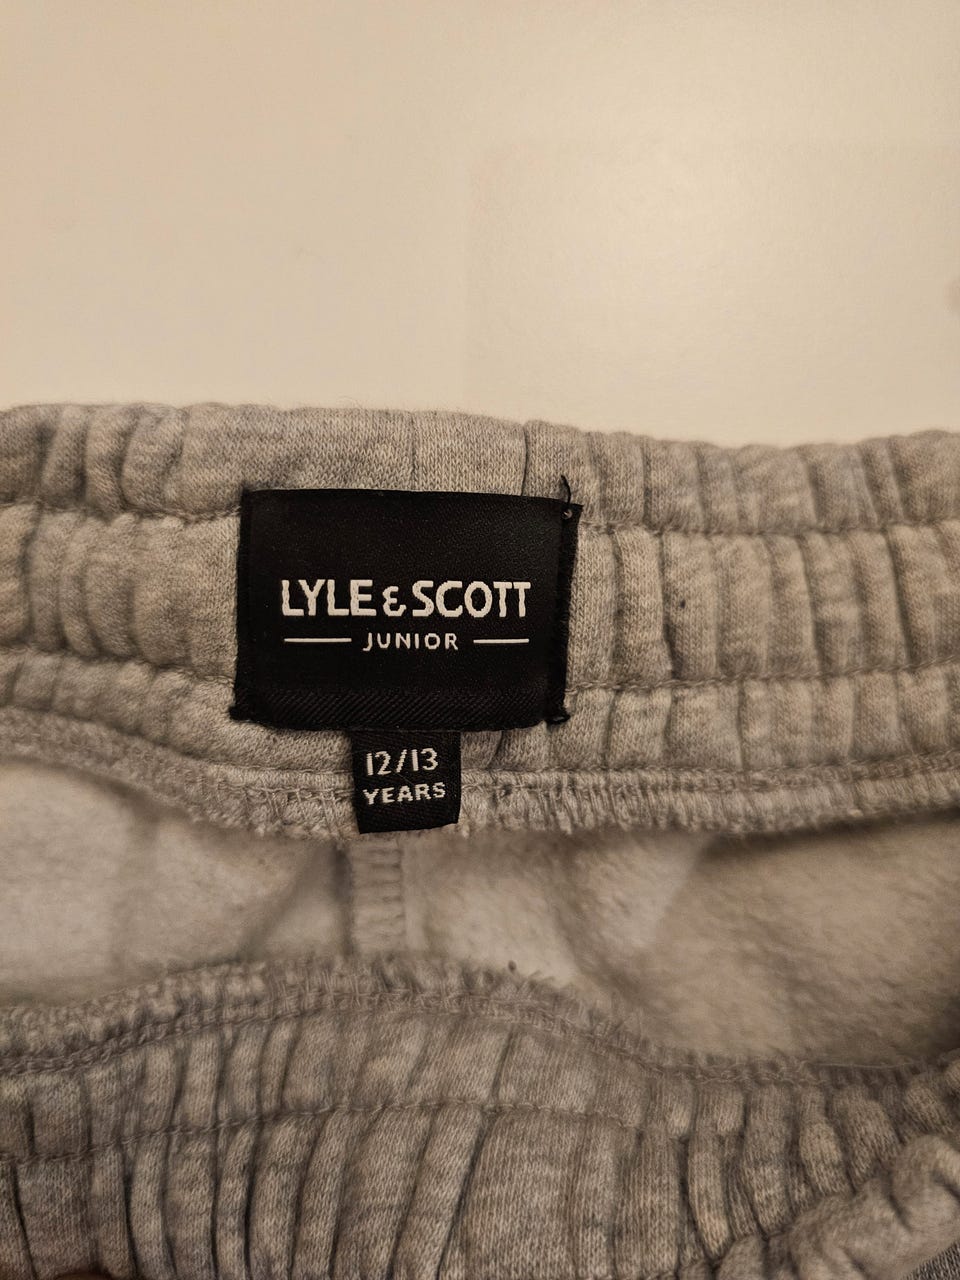 LYLE & SCOTT
JUNIOR
12/13
YEARS